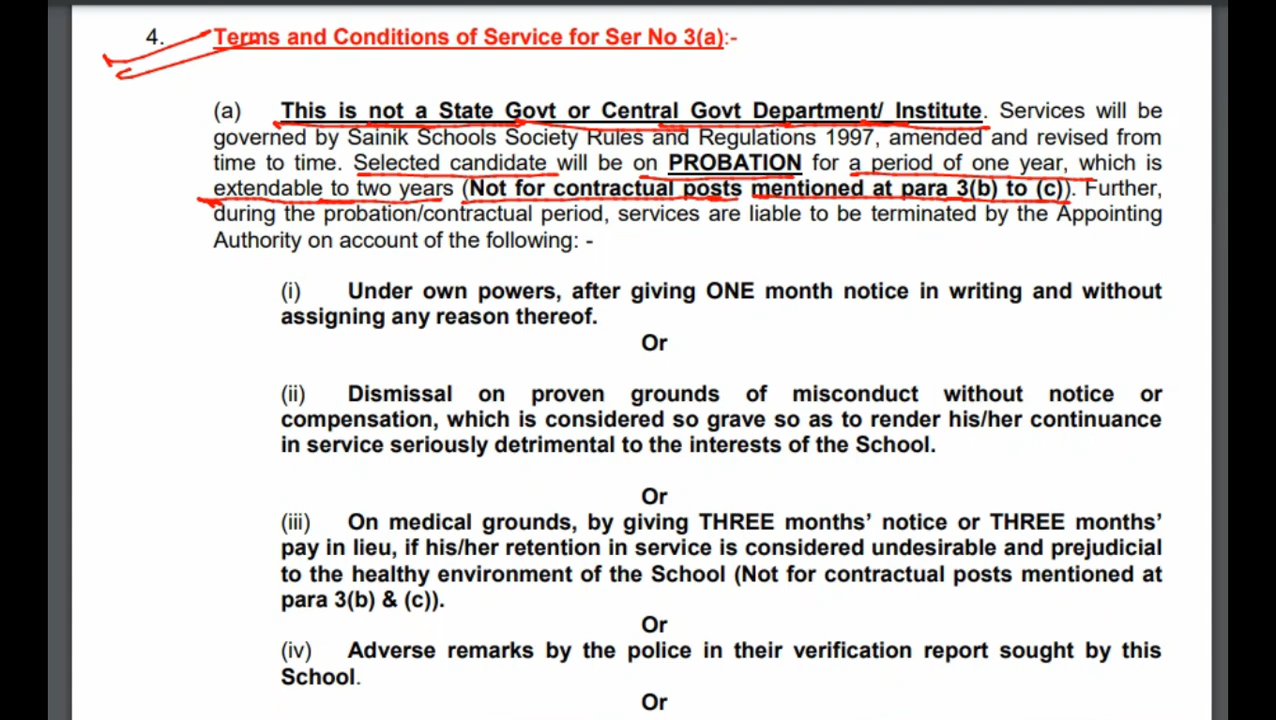 4. Terms and Conditions of Service for Ser No 3(a):-
(a) This is not a State Govt or Central Govt Department/ Institute. Services will be
governed by Sainik Schools Society Rules and Regulations 1997, amended and revised from
time to time. Selected candidate will be on PROBATION for a period of one year, which is
extendable to two years (Not for contractual posts mentioned at para 3(b) to (c)). Further,
during the probation/contractual period, services are liable to be terminated by the Appointing
Authority on account of the following: -
(i) Under own powers, after giving ONE month notice in writing and without
assigning any reason thereof.
Or
(ii) Dismissal on proven grounds of misconduct without notice or
compensation, which is considered so grave so as to render his/her continuance
in service seriously detrimental to the interests of the School.
Or
(iii) On medical grounds, by giving THREE months’ notice or THREE months’
pay in lieu, if his/her retention in service is considered undesirable and prejudicial
to the healthy environment of the School (Not for contractual posts mentioned at
para 3(b) & (c)).
Or
(iv) Adverse remarks by the police in their verification report sought by this
School.
Or